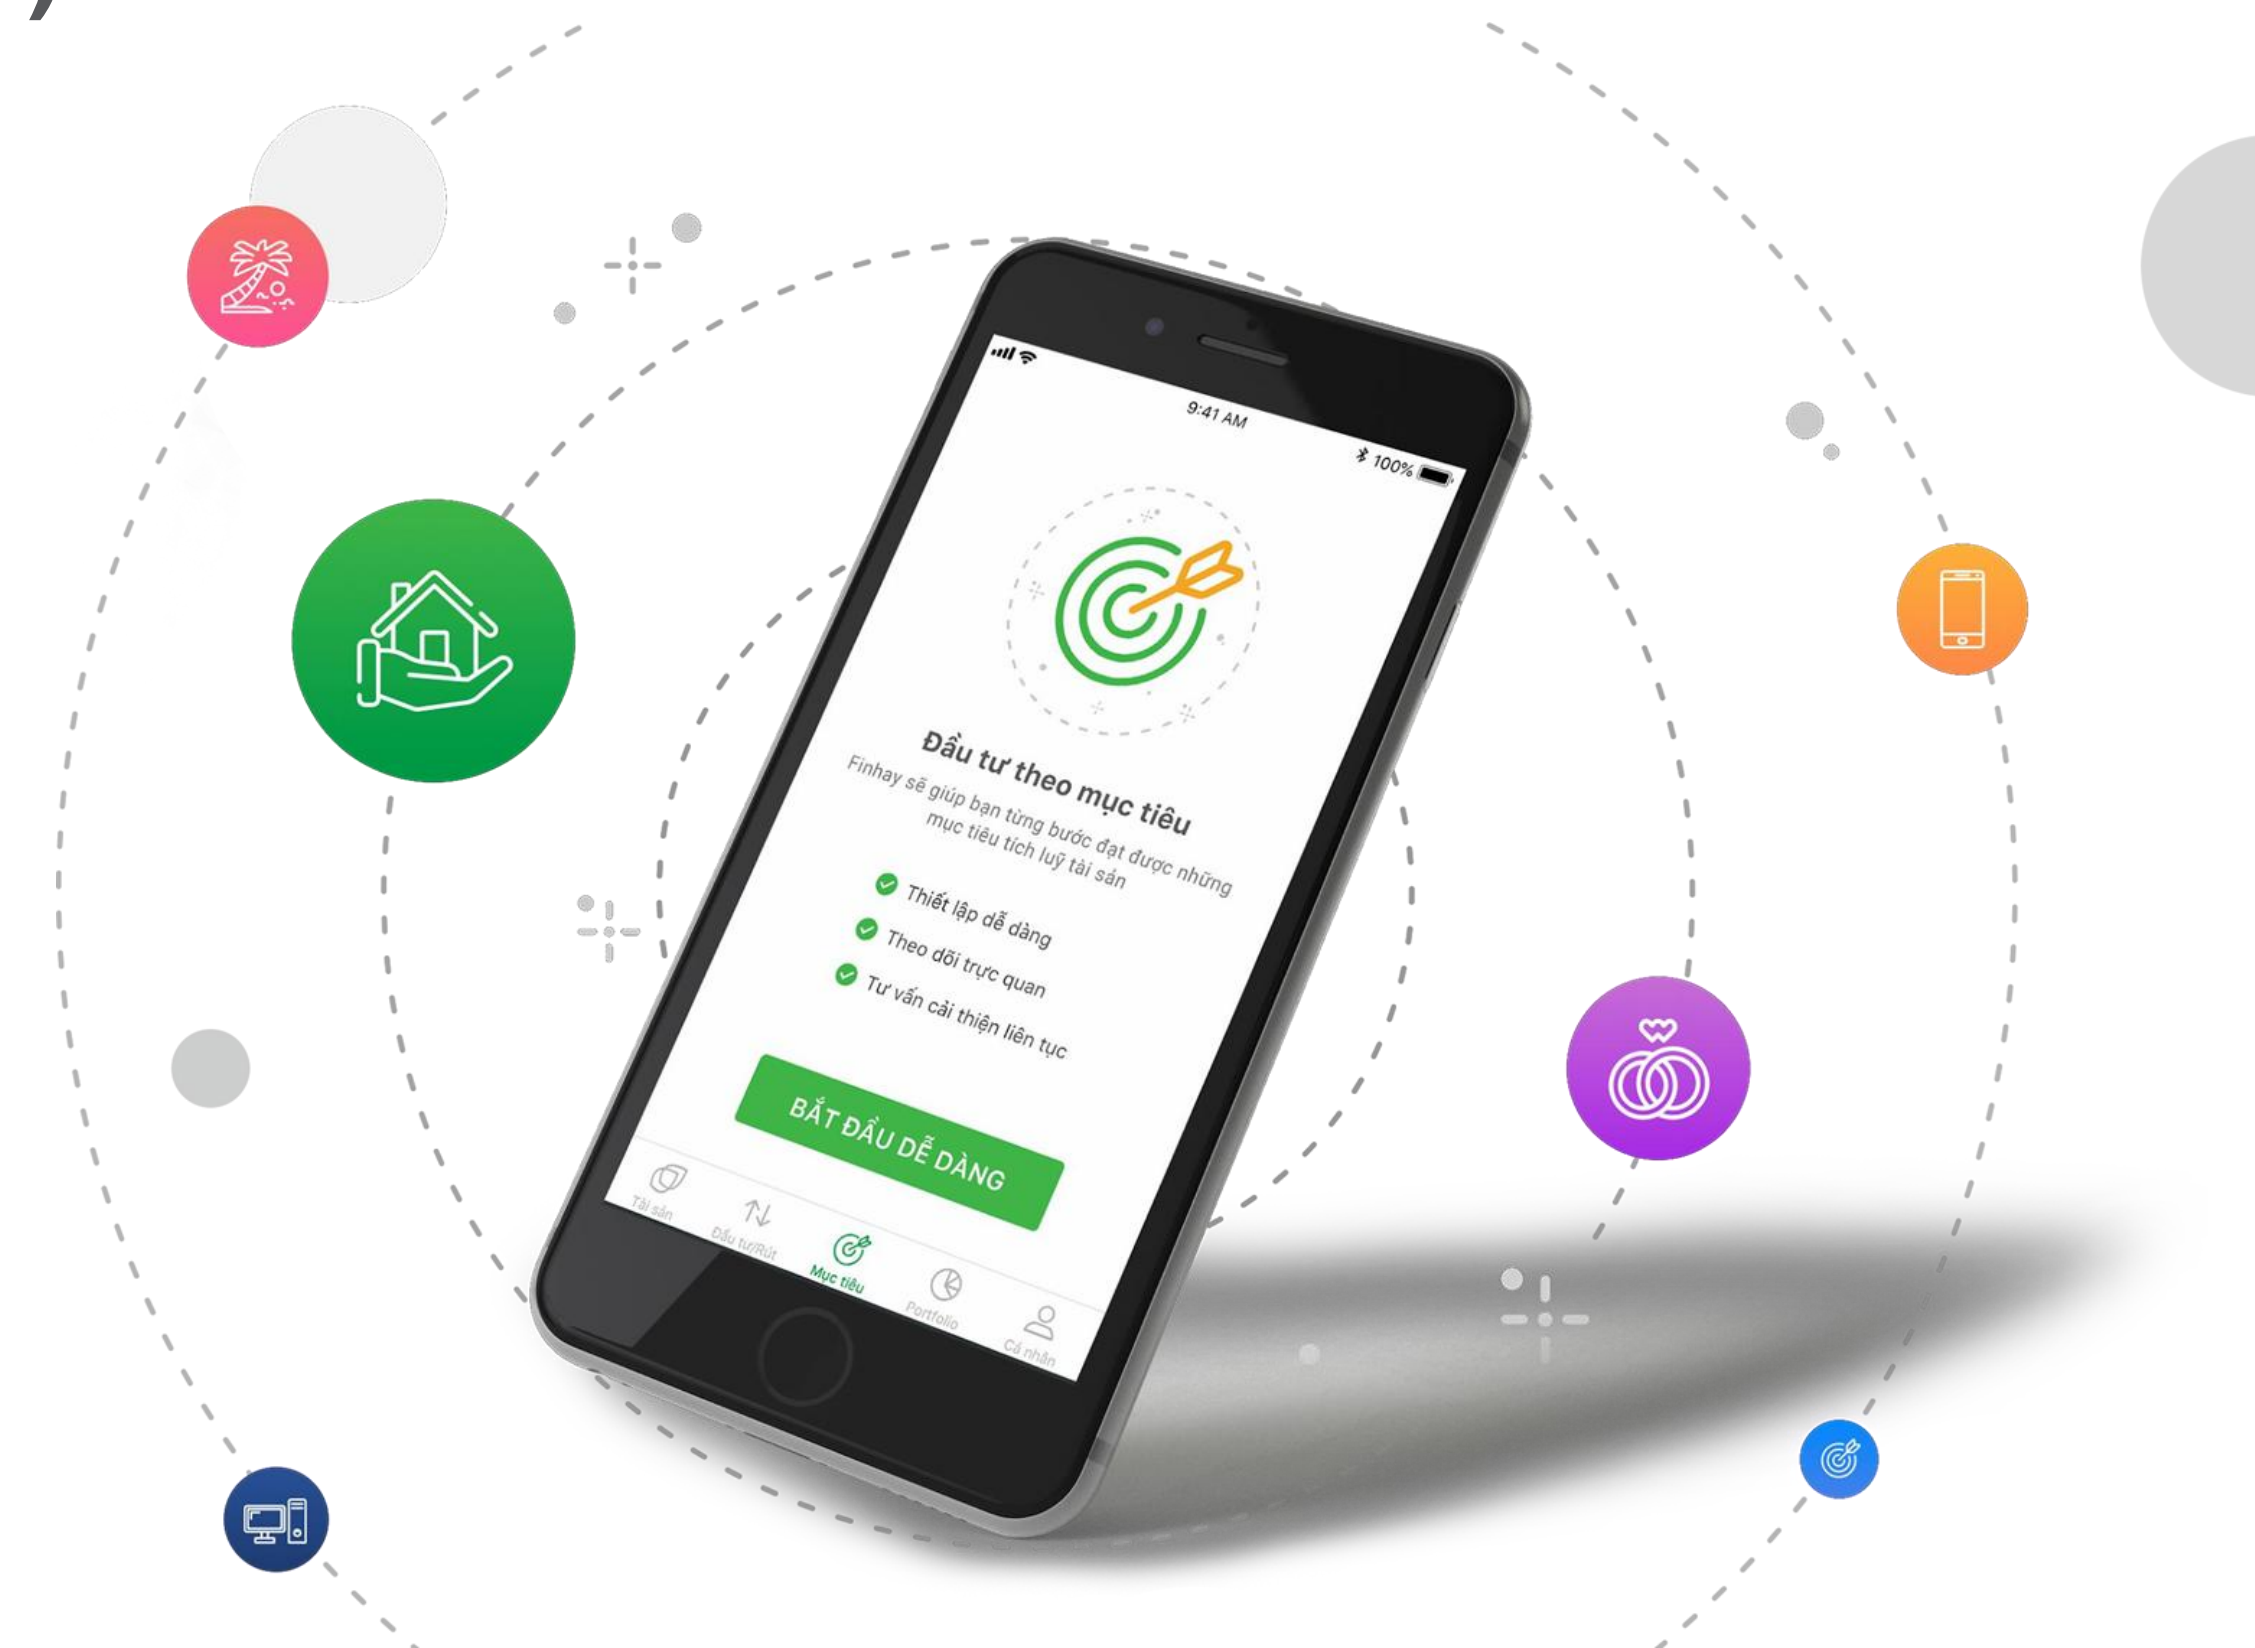 9:41 AM
100%
Đầu tư theo mục tiêu
Finhay sẽ giúp bạn từng bước đạt được những
mục tiêu tích luỹ tài sản
Thiết lập dễ dàng
Theo dõi trực quan
Tư vấn cải thiện liên tục
BẮT ĐẦU DỄ DÀNG
Tài sản
Đầu tư/Rút
Mục tiêu
Portfolio
Cá nhân